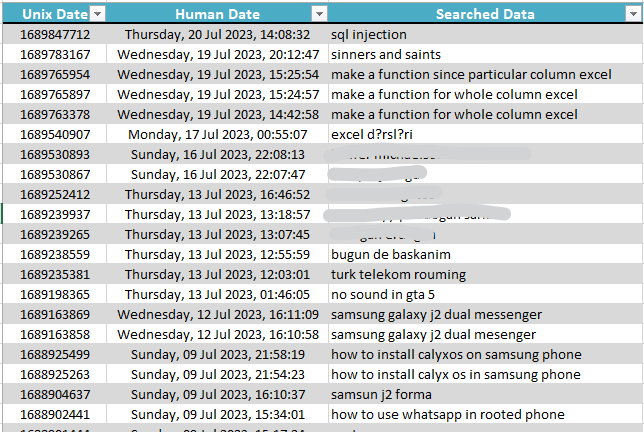 Unix Date Human Date Searched Data
1689847712 Thursday, 20 Jul 2023, 14:08:32 sql injection
1689783167 Wednesday, 19 Jul 2023, 20:12:47 sinners and saints
1689765954 Wednesday, 19 Jul 2023, 15:25:54 make a function since particular column excel
1689765897 Wednesday, 19 Jul 2023, 15:24:57 make a function for whole column excel
1689763378 Wednesday, 19 Jul 2023, 14:42:58 make a function for whole column excel
1689540907 Monday, 17 Jul 2023, 00:55:07 excel d?rsl?ri
1689530893 Sunday, 16 Jul 2023, 22:08:13
1689530867 Sunday, 16 Jul 2023, 22:07:47
1689252412 Thursday, 13 Jul 2023, 16:46:52
1689239937 Thursday, 13 Jul 2023, 13:18:57
1689239265 Thursday, 13 Jul 2023, 13:07:45
1689238559 Thursday, 13 Jul 2023, 12:55:59 bugun de baskanim
1689235381 Thursday, 13 Jul 2023, 12:03:01 turk telekom rouming
1689198365 Thursday, 13 Jul 2023, 01:46:05 no sound in gta 5
1689163869 Wednesday, 12 Jul 2023, 16:11:09 samsung galaxy j2 dual messenger
1689163858 Wednesday, 12 Jul 2023, 16:10:58 samsung galaxy j2 dual mesenger
1688925499 Sunday, 09 Jul 2023, 21:58:19 how to install calyxos on samsung phone
1688925263 Sunday, 09 Jul 2023, 21:54:23 how to install calyx os in samsung phone
1688904637 Sunday, 09 Jul 2023, 16:10:37 samsun j2 forma
1688902441 Sunday, 09 Jul 2023, 15:34:01 how to use whatsapp in rooted phone